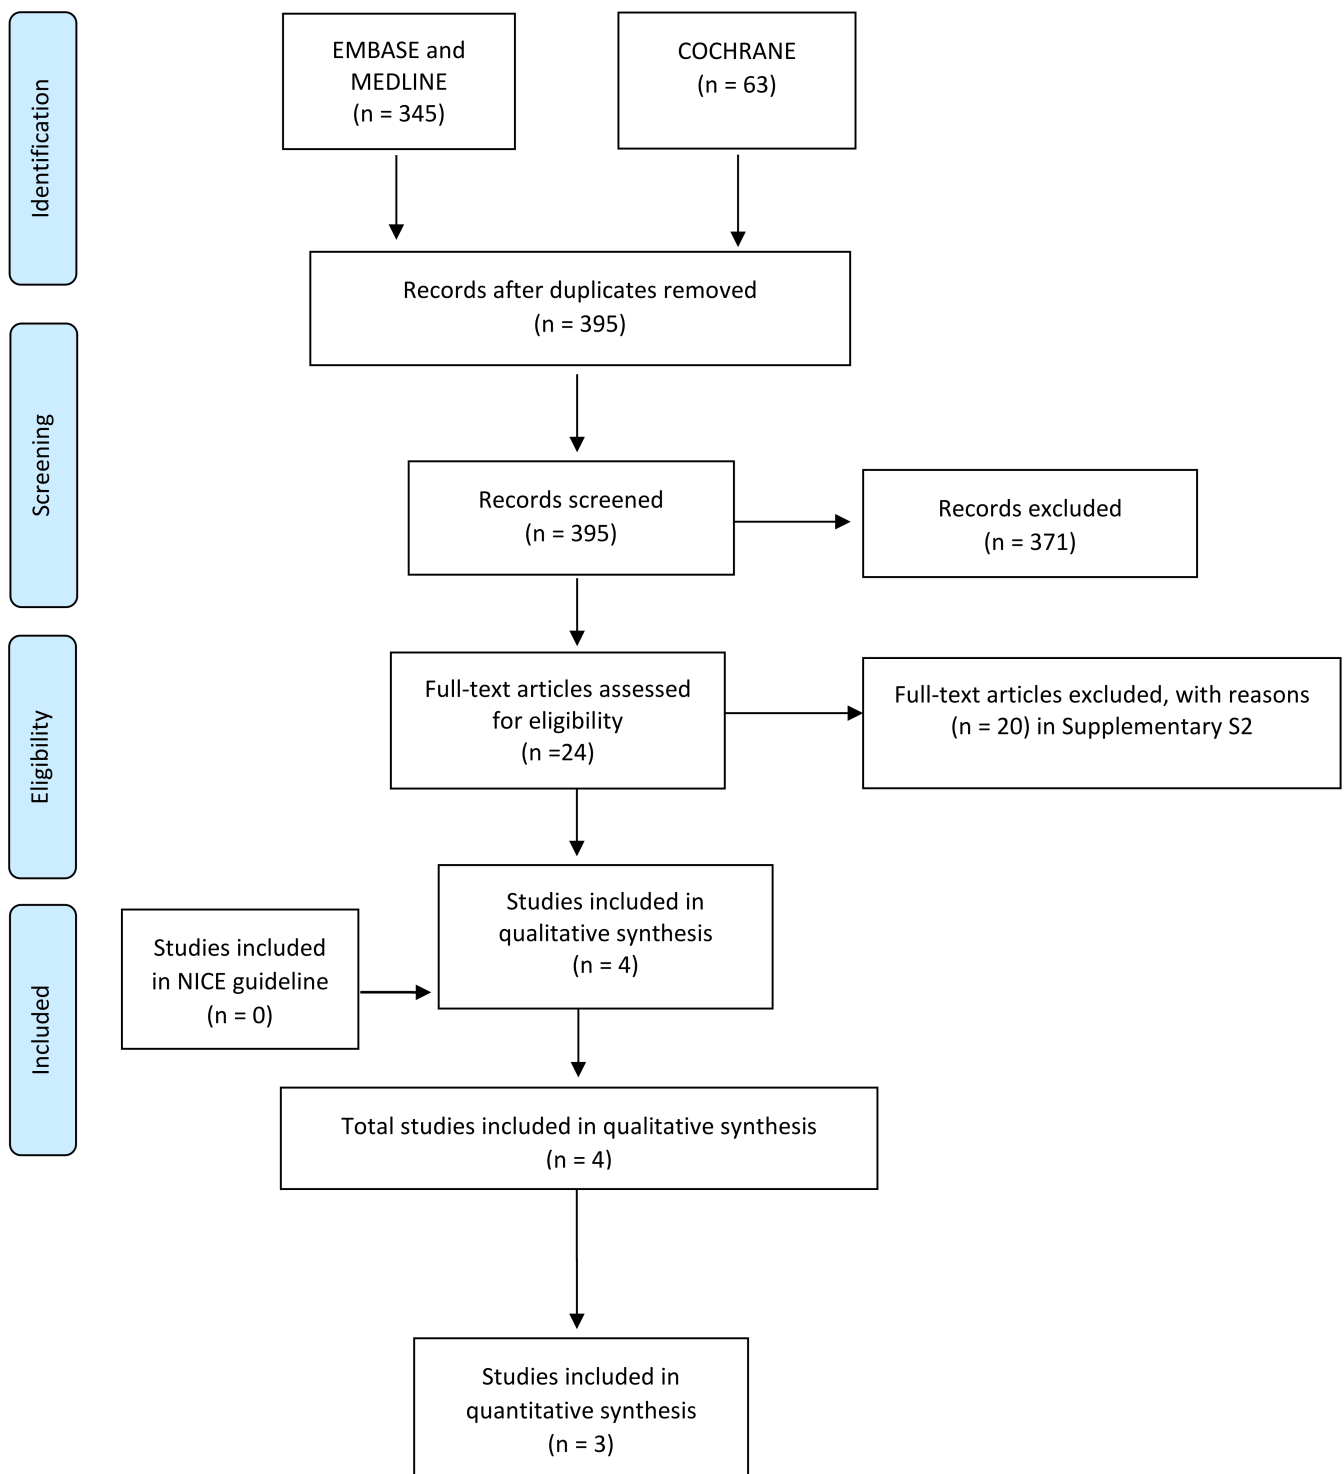 Identification
EMBASE and
MEDLINE
(n = 345)
COCHRANE
(n = 63)
Records after duplicates removed
(n = 395)
Screening
Records screened
(n = 395)
Records excluded
(n = 371)
Eligibility
Full-text articles assessed
for eligibility
(n =24)
Full-text articles excluded, with reasons
(n = 20) in Supplementary S2
Included
Studies included in
qualitative synthesis
(n = 4)
Studies included
in NICE guideline
(n = 0)
Total studies included in qualitative synthesis
(n = 4)
Studies included in
quantitative synthesis
(n = 3)